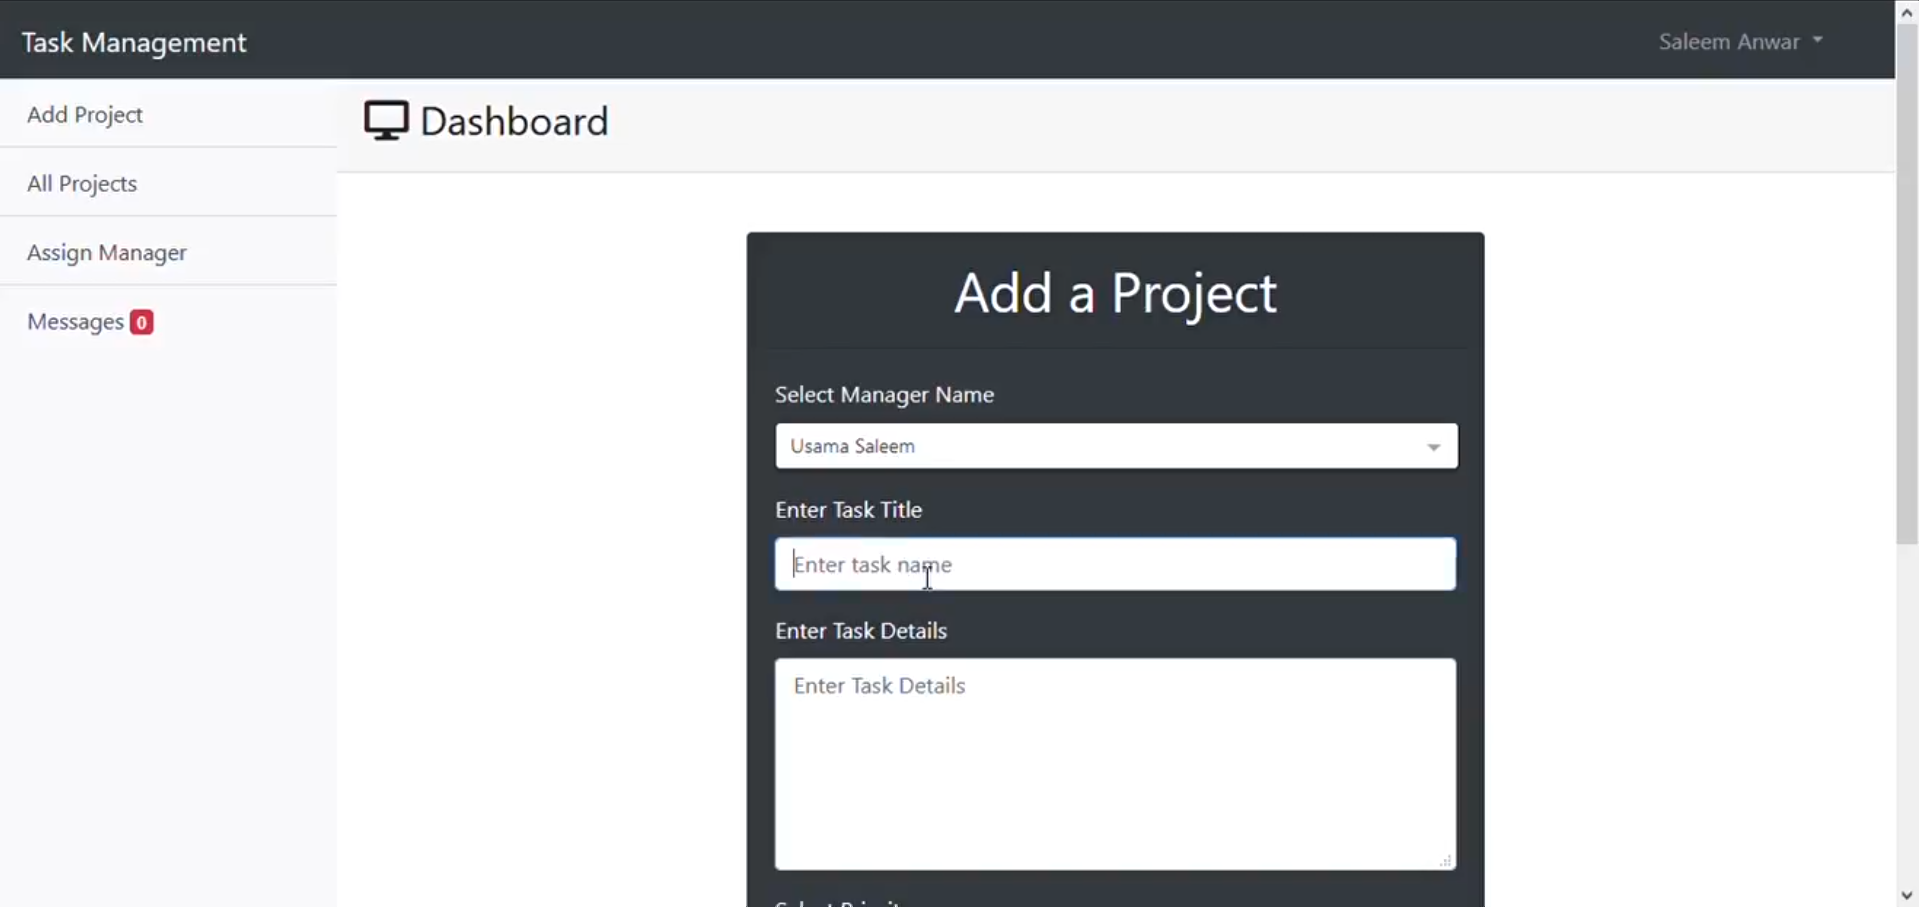 Task Management
Saleem Anwar
Add Project
All Projects
Assign Manager
Messages 0
Dashboard
Add a Project
Select Manager Name
Usama Saleem
Enter Task Title
Enter task name
Enter Task Details
Enter Task Details